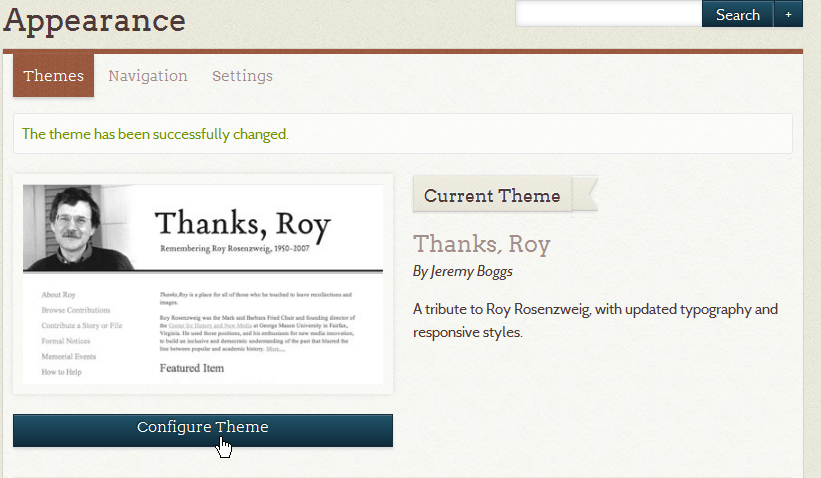 Appearance
Search +
Themes Navigation Settings
The theme has been successfully changed.
Thanks, Roy
Remembering Roy Rosenzweig, 1950-2007
About Roy
Browse Contributions
Contribute a Story or File
Formal Notices
Memorial Events
How to Help
Thanks, Roy is a place for all of those who he touched to leave recollections and
images.
Roy Rosenzweig was the Mark and Barbara Fried Chair and founding director of
the Center for History and New Media at George Mason University in Fairfax,
Virginia. He used those positions, and his enthusiasm for new media innovation,
to build an inclusive and democratic understanding of the past that blurred the
line between popular and academic history. More...
Featured Item
Configure Theme
Current Theme
Thanks, Roy
By Jeremy Boggs
A tribute to Roy Rosenzweig, with updated typography and
responsive styles.